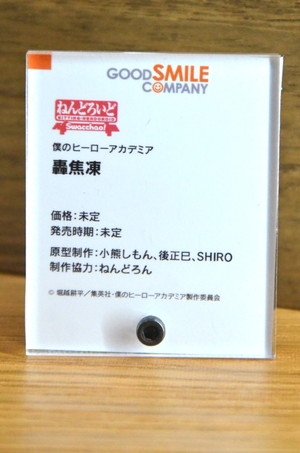 GOOD SMILE
COMPANY
ねんどろいど
SITTING NENDOROID
Swacchao!
僕のヒーローアカデミア
轟焦凍
価格：未定
発売時期：未定
原型制作：小熊しもん、後正巳、SHIRO
制作協力：ねんどろん
© 堀越耕平／集英社・僕のヒーローアカデミア製作委員会